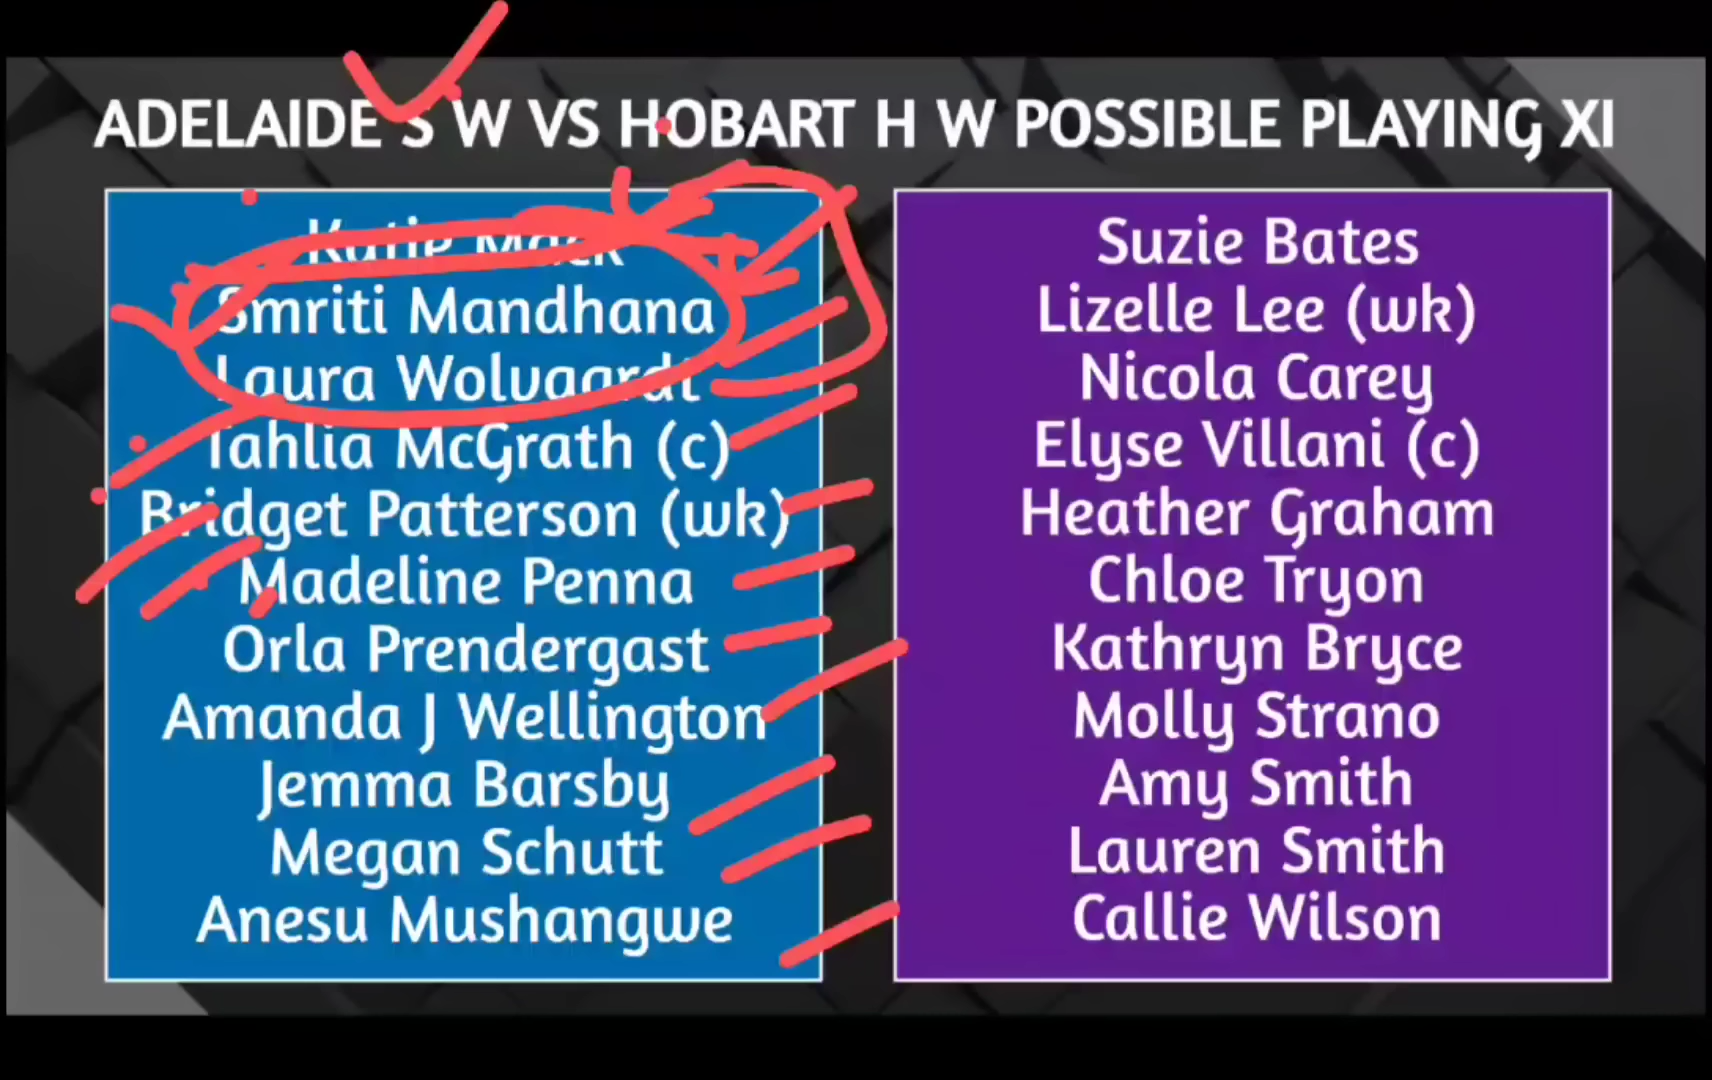 ADELAIDE S W VS HOBART H W POSSIBLE PLAYING XI
Katie Mack
Smriti Mandhana
Laura Wolvaardt
Tahlia McGrath (c)
Bridget Patterson (wk)
Madeline Penna
Orla Prendergast
Amanda J Wellington
Jemma Barsby
Megan Schutt
Anesu Mushangwe
Suzie Bates
Lizelle Lee (wk)
Nicola Carey
Elyse Villani (c)
Heather Graham
Chloe Tryon
Kathryn Bryce
Molly Strano
Amy Smith
Lauren Smith
Callie Wilson